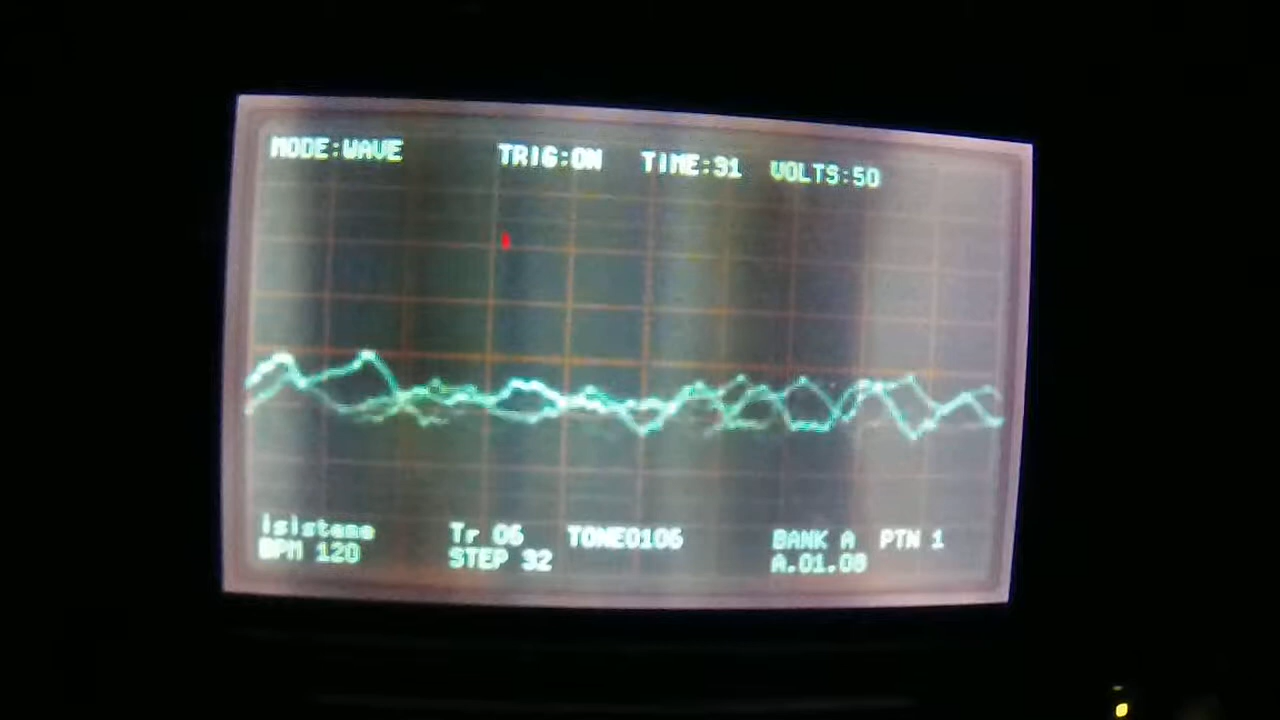 MODE:WAVE TRIG:ON TIME:31 VOLTS:50
isisteme Tr 06 TONE0106 BANK A PTN 1
BPM 120 STEP 32 A.01.08